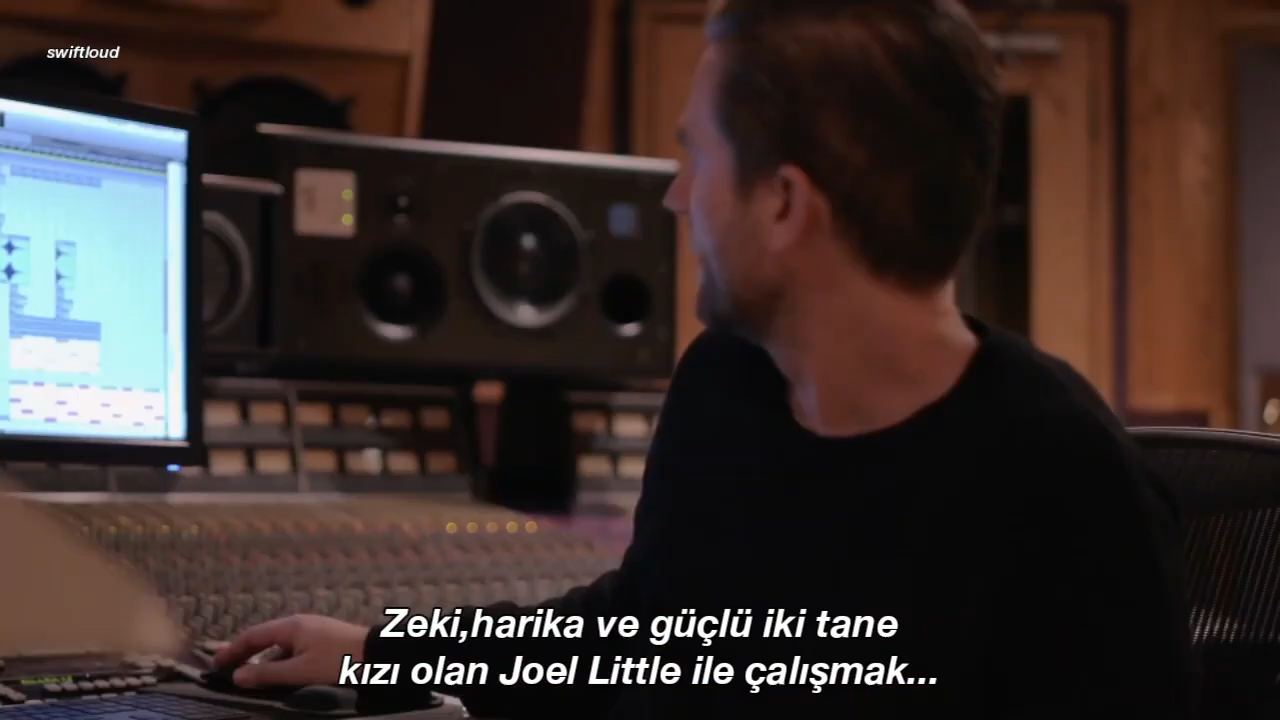 swiftloud
Zeki,harika ve güçlü iki tane
kızı olan Joel Little ile çalışmak...